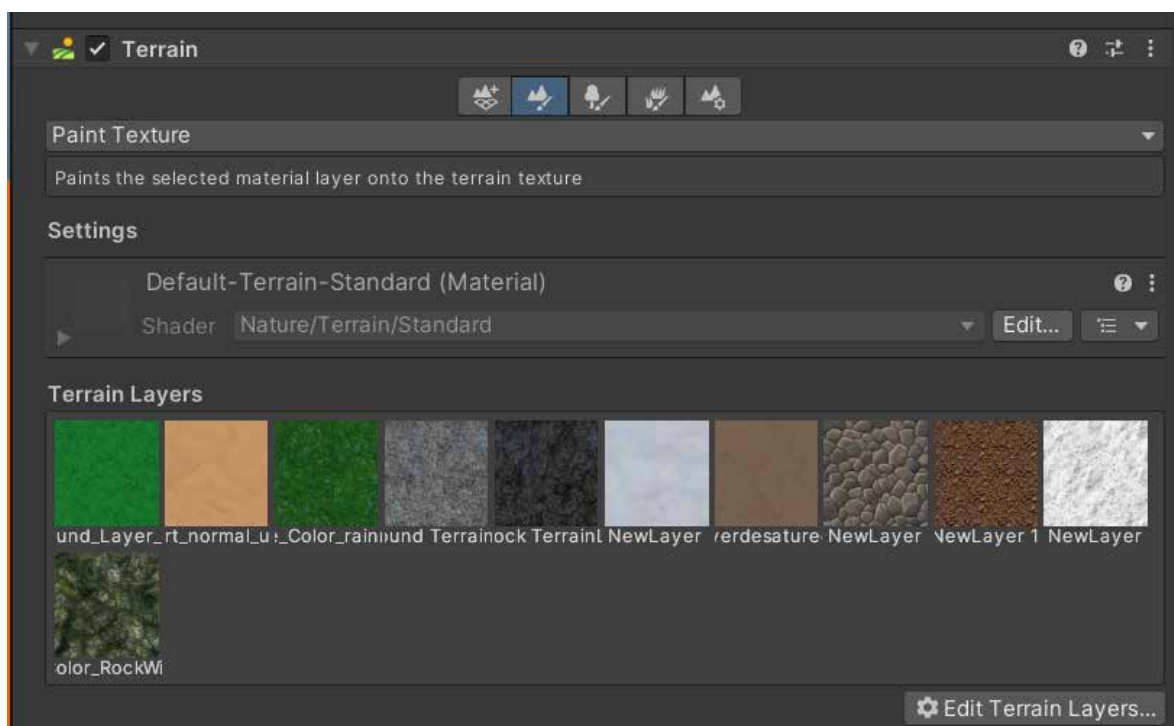 Terrain
Paint Texture
Paints the selected material layer onto the terrain texture
Settings
Default-Terrain-Standard (Material)
Shader Nature/Terrain/Standard Edit...
Terrain Layers
und_Layer_ rt_normal_u _Color_rain und Terrain ock TerrainL NewLayer erdesature NewLayer NewLayer 1 NewLayer
olor_RockWi
Edit Terrain Layers...